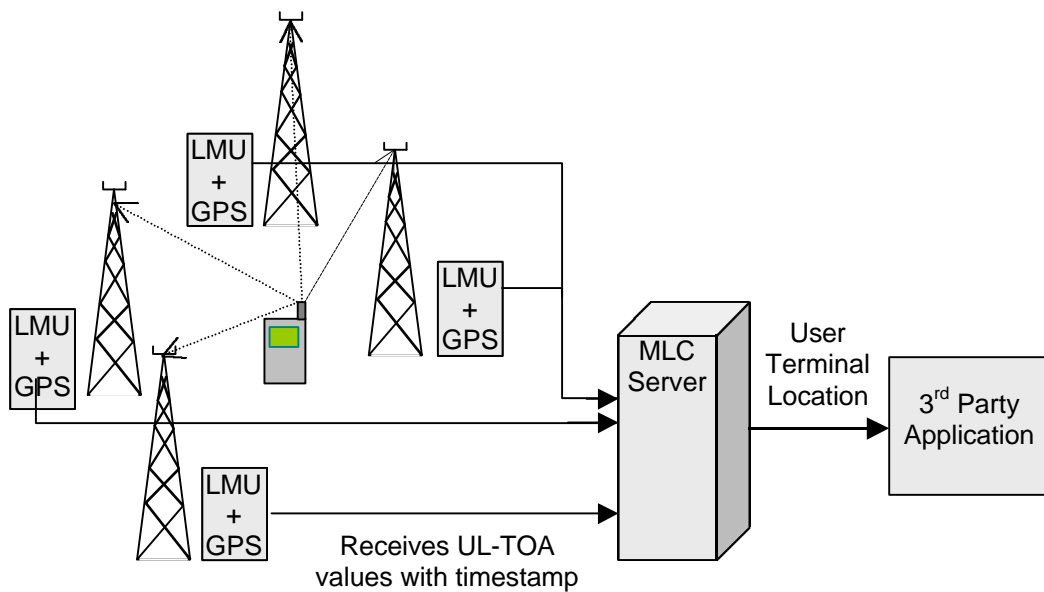 LMU
+
GPS
LMU
+
GPS
LMU
+
GPS
LMU
+
GPS
MLC
Server
User
Terminal
Location
3rd Party
Application
Receives UL-TOA
values with timestamp